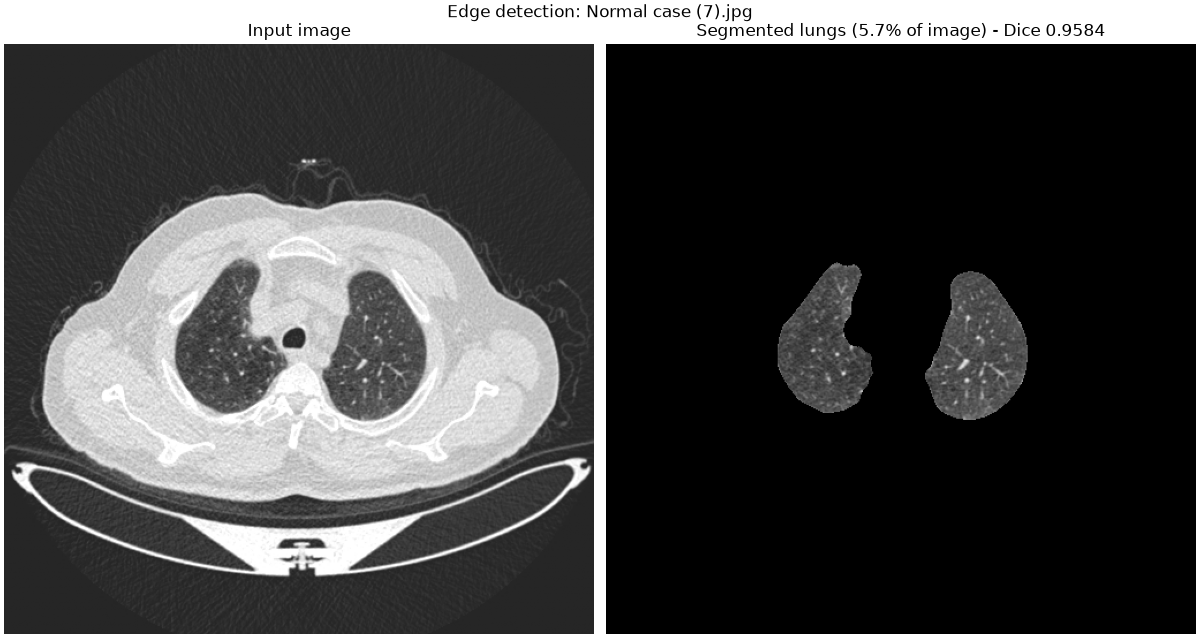 Edge detection: Normal case (7).jpg
Input image
Segmented lungs (5.7% of image) - Dice 0.9584